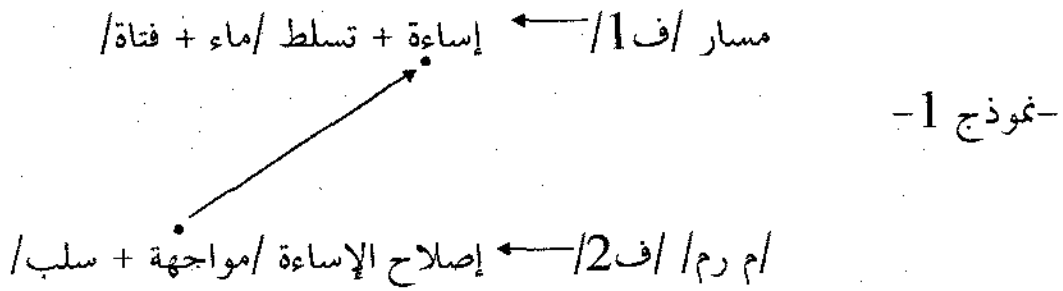 مسار /ف1/ ← إساءة + تسلط /ماء + فتاة/
-نموذج 1-
/م رم/ /ف2/ ← إصلاح الإساءة /مواجهة + سلب/